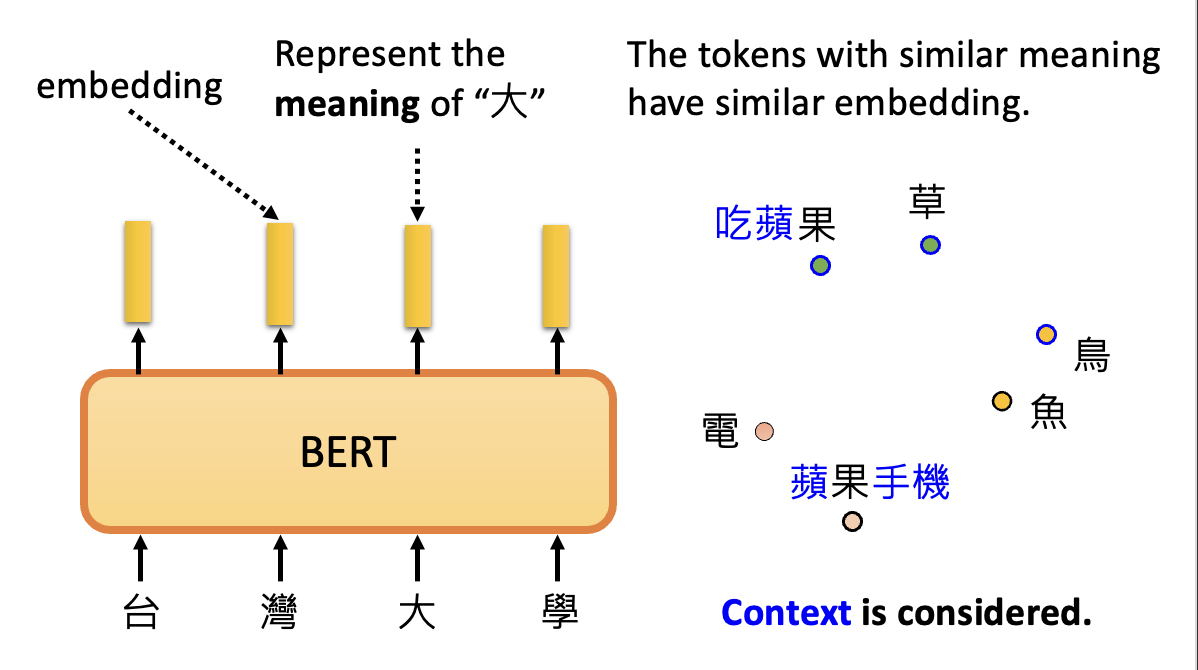 embedding
Represent the
meaning of “大”
BERT
台 灣 大 學
The tokens with similar meaning
have similar embedding.
吃蘋果
草
鳥
魚
電
蘋果手機
Context is considered.